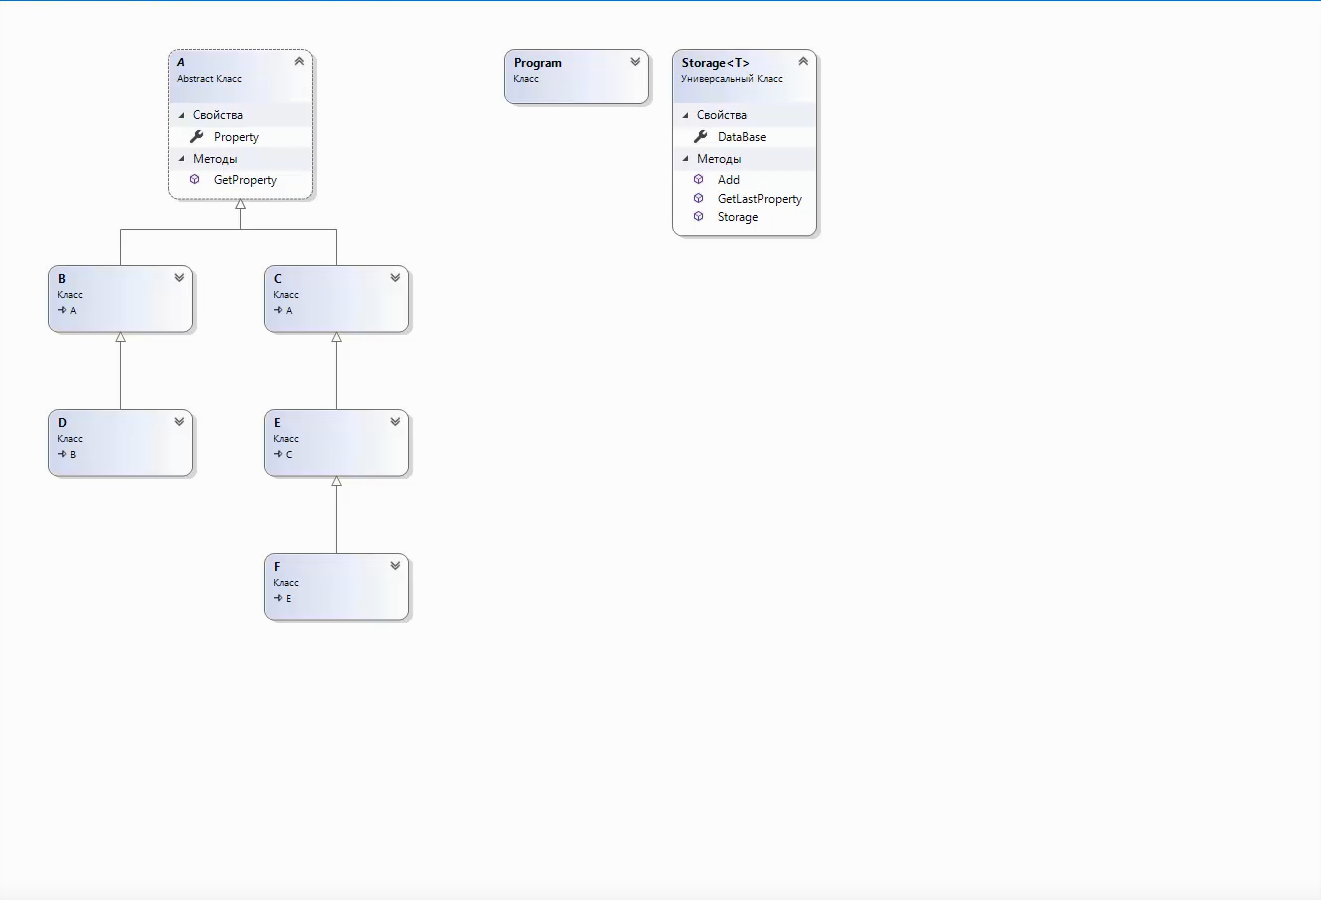 A
Abstract Класс
Свойства
Property
Методы
GetProperty
Program
Класс
Storage<T>
Универсальный Класс
Свойства
DataBase
Методы
Add
GetLastProperty
Storage
B
Класс
A
C
Класс
A
D
Класс
B
E
Класс
C
F
Класс
E